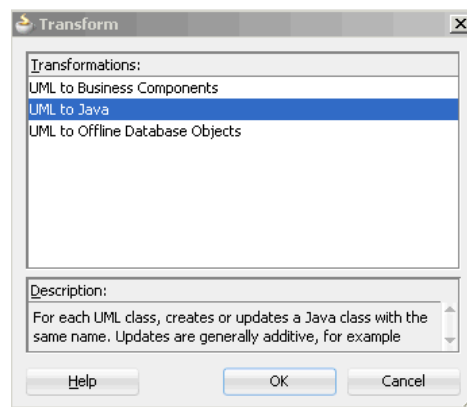 Transform
Transformations:
UML to Business Components
UML to Java
UML to Offline Database Objects
Description:
For each UML class, creates or updates a Java class with the
same name. Updates are generally additive, for example
Help
OK
Cancel